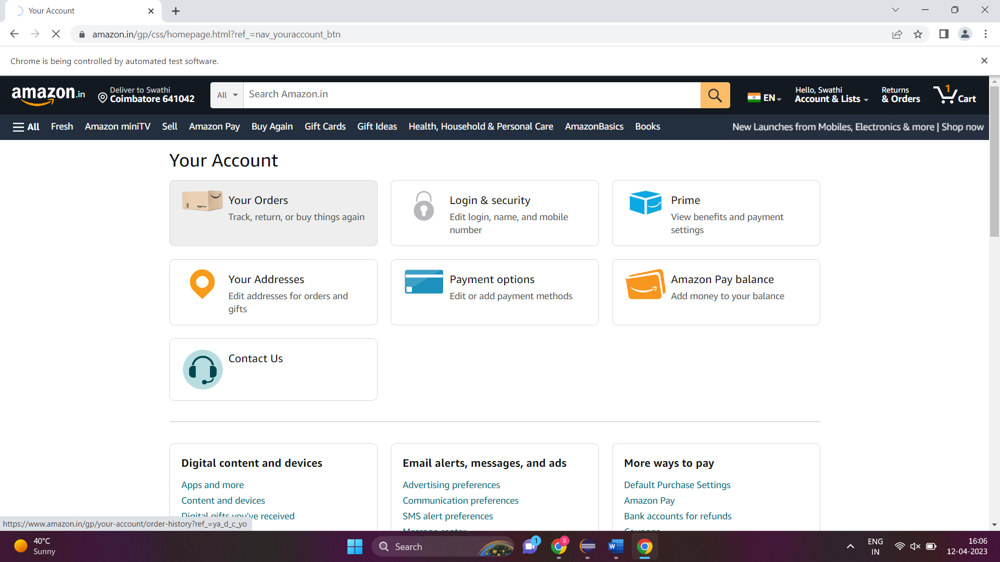 Your Account
amazon.in/gp/css/homepage.html?ref_=nav_youraccount_btn
Chrome is being controlled by automated test software.
amazon.in
Deliver to Swathi
Coimbatore 641042
All
Search Amazon.in
EN
Hello, Swathi
Account & Lists
Returns
& Orders
1
Cart
All Fresh Amazon miniTV Sell Amazon Pay Buy Again Gift Cards Gift Ideas Health, Household & Personal Care AmazonBasics Books
New Launches from Mobiles, Electronics & more | Shop now
Your Account
Your Orders
Track, return, or buy things again
Login & security
Edit login, name, and mobile
number
Prime
View benefits and payment
settings
Your Addresses
Edit addresses for orders and
gifts
Payment options
Edit or add payment methods
Amazon Pay balance
Add money to your balance
Contact Us
Digital content and devices
Apps and more
Content and devices
Digital gifts you've received
Email alerts, messages, and ads
Advertising preferences
Communication preferences
SMS alert preferences
Message center
More ways to pay
Default Purchase Settings
Amazon Pay
Bank accounts for refunds
Coupons
https://www.amazon.in/gp/your-account/order-history?ref_=ya_d_c_yo
40°C
Sunny
Search
1
S
W
ENG
IN
16:06
12-04-2023